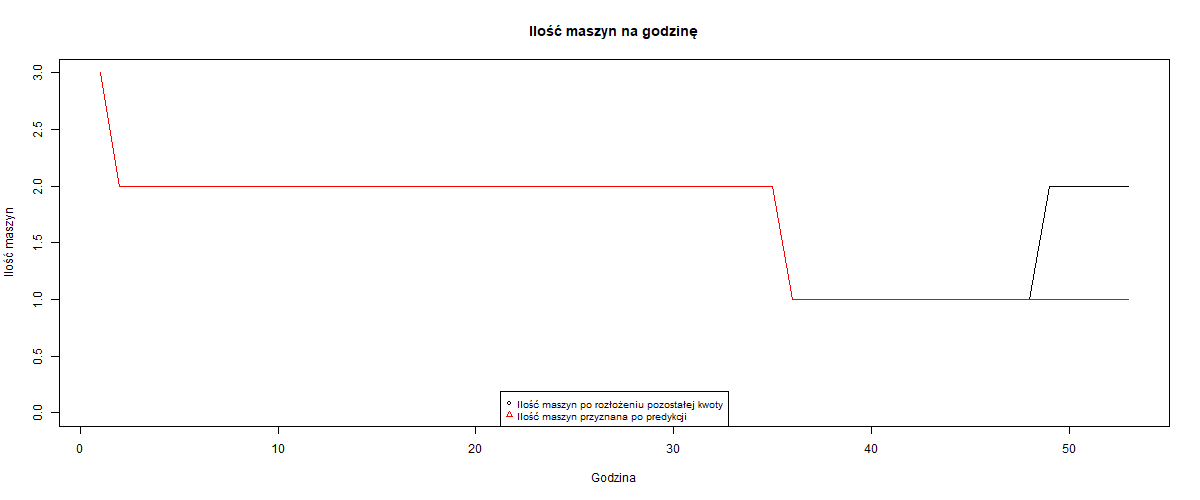 Ilość maszyn na godzinę
Ilość maszyn
3.0
2.5
2.0
1.5
1.0
0.5
0.0
Ilość maszyn po rozłożeniu pozostałej kwoty
Ilość maszyn przyznana po predykcji
0 10 20 30 40 50
Godzina